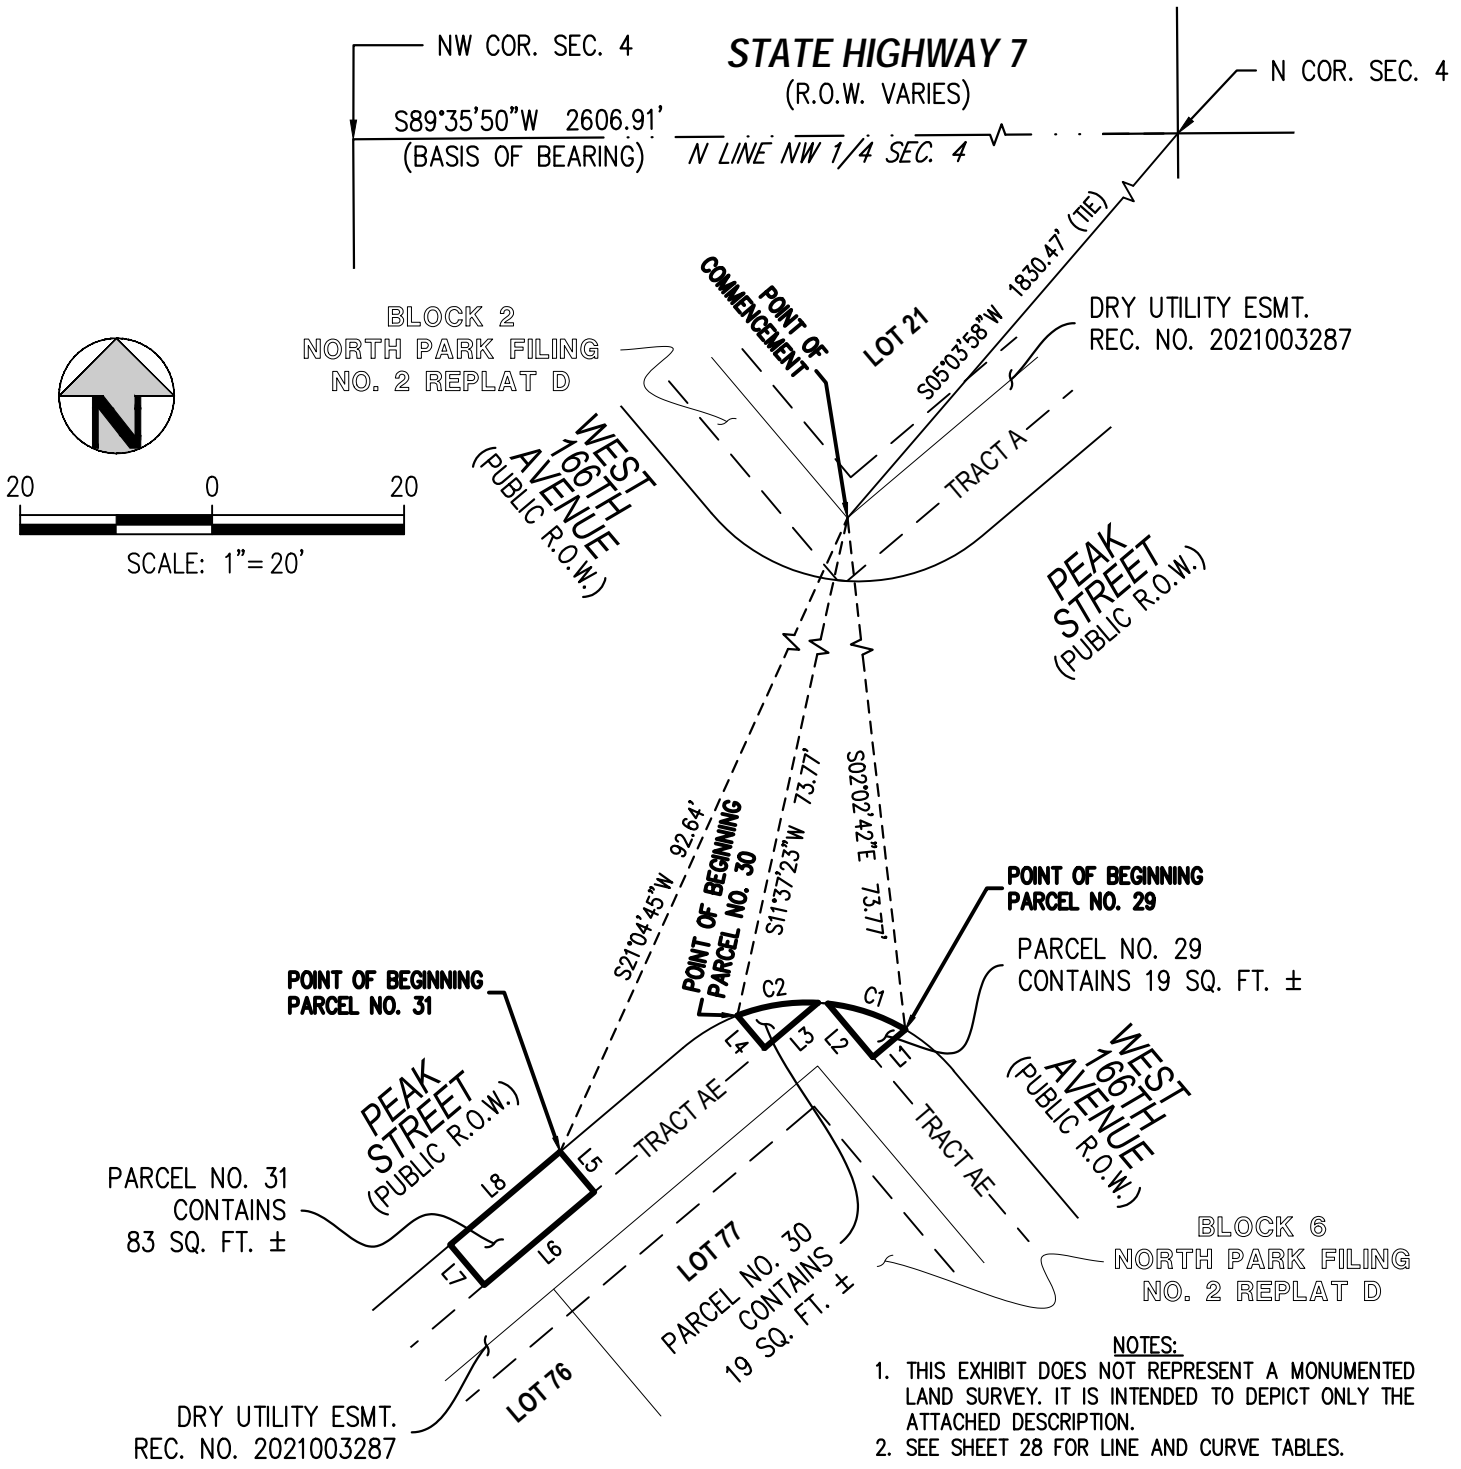 NW COR. SEC. 4
STATE HIGHWAY 7
(R.O.W. VARIES)
N COR. SEC. 4
S89°35'50"W 2606.91'
(BASIS OF BEARING)
N LINE NW 1/4 SEC. 4
S05°03'58"W 1830.47' (TIE)
POINT OF
COMMENCEMENT
LOT 21
DRY UTILITY ESMT.
REC. NO. 2021003287
BLOCK 2
NORTH PARK FILING
NO. 2 REPLAT D
N
20 0 20
SCALE: 1"=20'
WEST
166TH
AVENUE
(PUBLIC R.O.W.)
TRACT A
PEAK
STREET
(PUBLIC R.O.W.)
S21°04'45"W 92.64'
S11°37'23"W 73.77'
S02°02'42"E 73.77'
POINT OF BEGINNING
PARCEL NO. 30
POINT OF BEGINNING
PARCEL NO. 29
PARCEL NO. 29
CONTAINS 19 SQ. FT. ±
POINT OF BEGINNING
PARCEL NO. 31
C2
C1
L4
L3
L2
L1
PEAK
STREET
(PUBLIC R.O.W.)
TRACT AE
TRACT AE
WEST
166TH
AVENUE
(PUBLIC R.O.W.)
PARCEL NO. 31
CONTAINS
83 SQ. FT. ±
L8
L5
L6
L7
LOT 77
PARCEL NO. 30
CONTAINS
19 SQ. FT. ±
BLOCK 6
NORTH PARK FILING
NO. 2 REPLAT D
LOT 76
DRY UTILITY ESMT.
REC. NO. 2021003287
NOTES:
1. THIS EXHIBIT DOES NOT REPRESENT A MONUMENTED
LAND SURVEY. IT IS INTENDED TO DEPICT ONLY THE
ATTACHED DESCRIPTION.
2. SEE SHEET 28 FOR LINE AND CURVE TABLES.